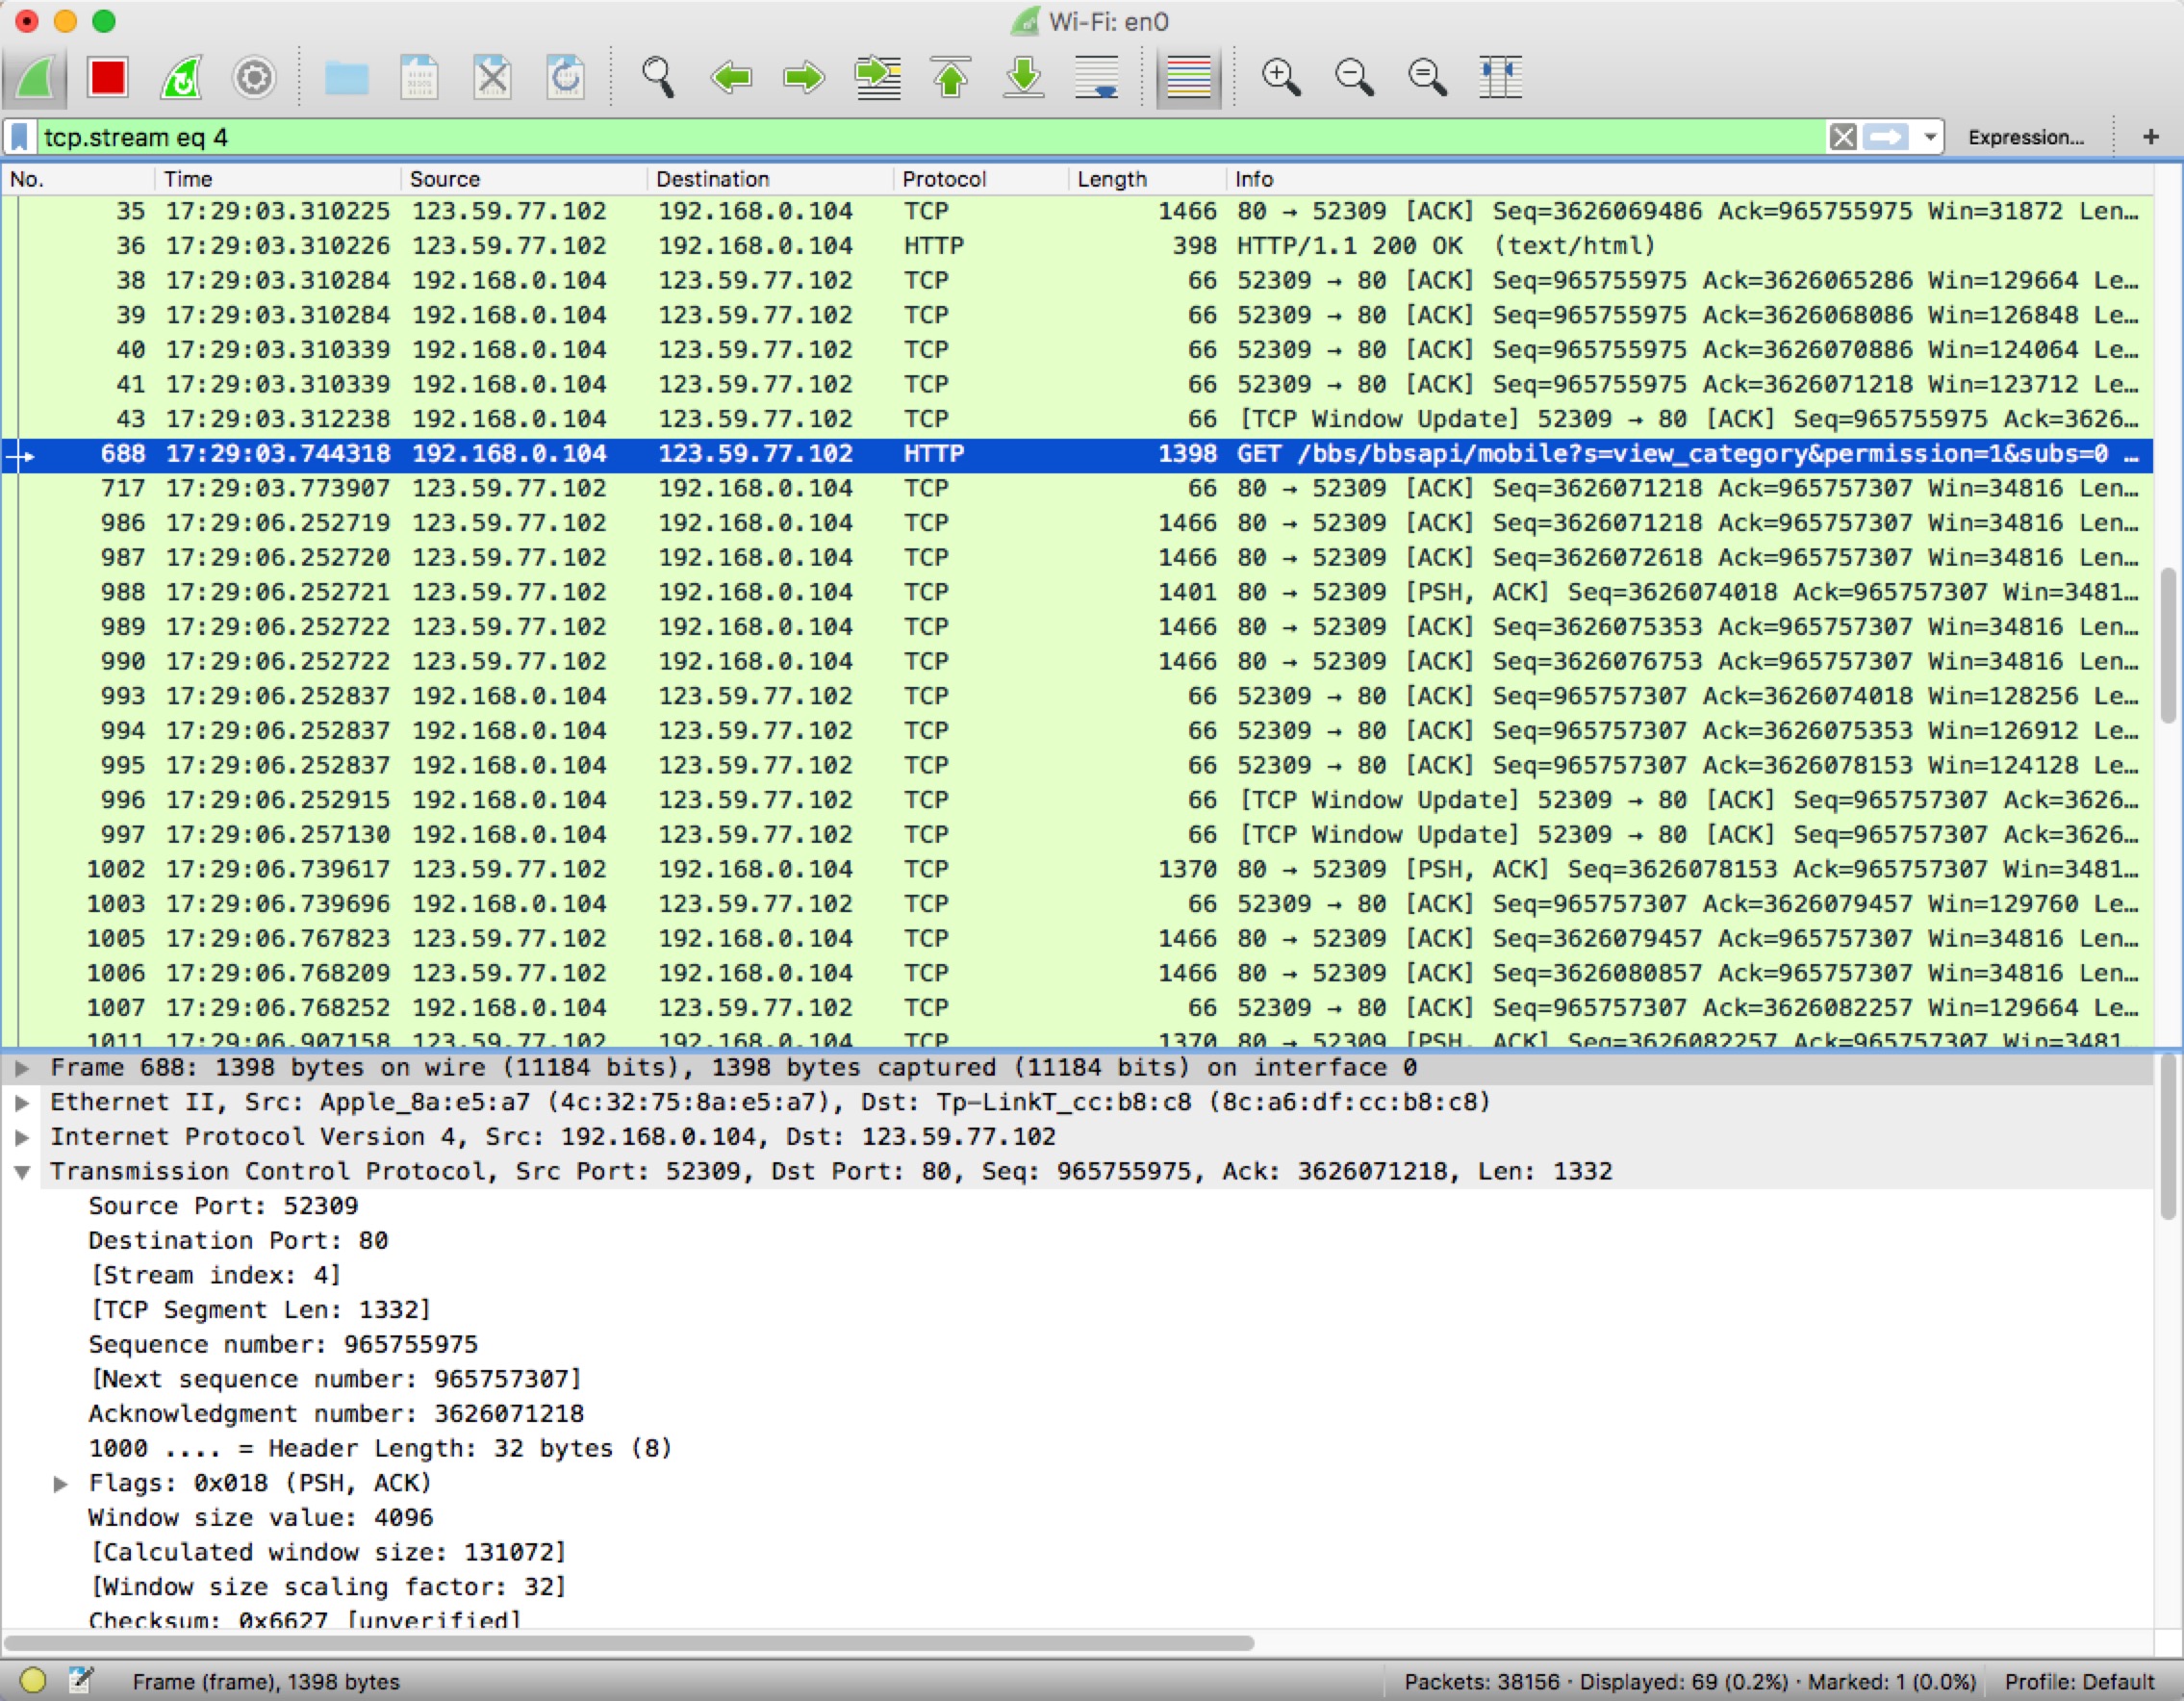 Wi-Fi: en0
tcp.stream eq 4 Expression... +
No. Time Source Destination Protocol Length Info
35 17:29:03.310225 123.59.77.102 192.168.0.104 TCP 1466 80 → 52309 [ACK] Seq=3626069486 Ack=965755975 Win=31872 Len…
36 17:29:03.310226 123.59.77.102 192.168.0.104 HTTP 398 HTTP/1.1 200 OK (text/html)
38 17:29:03.310284 192.168.0.104 123.59.77.102 TCP 66 52309 → 80 [ACK] Seq=965755975 Ack=3626065286 Win=129664 Le…
39 17:29:03.310284 192.168.0.104 123.59.77.102 TCP 66 52309 → 80 [ACK] Seq=965755975 Ack=3626068086 Win=126848 Le…
40 17:29:03.310339 192.168.0.104 123.59.77.102 TCP 66 52309 → 80 [ACK] Seq=965755975 Ack=3626070886 Win=124064 Le…
41 17:29:03.310339 192.168.0.104 123.59.77.102 TCP 66 52309 → 80 [ACK] Seq=965755975 Ack=3626071218 Win=123712 Le…
43 17:29:03.312238 192.168.0.104 123.59.77.102 TCP 66 [TCP Window Update] 52309 → 80 [ACK] Seq=965755975 Ack=3626…
688 17:29:03.744318 192.168.0.104 123.59.77.102 HTTP 1398 GET /bbs/bbsapi/mobile?s=view_category&permission=1&subs=0 …
717 17:29:03.773907 123.59.77.102 192.168.0.104 TCP 66 80 → 52309 [ACK] Seq=3626071218 Ack=965757307 Win=34816 Len…
986 17:29:06.252719 123.59.77.102 192.168.0.104 TCP 1466 80 → 52309 [ACK] Seq=3626071218 Ack=965757307 Win=34816 Len…
987 17:29:06.252720 123.59.77.102 192.168.0.104 TCP 1466 80 → 52309 [ACK] Seq=3626072618 Ack=965757307 Win=34816 Len…
988 17:29:06.252721 123.59.77.102 192.168.0.104 TCP 1401 80 → 52309 [PSH, ACK] Seq=3626074018 Ack=965757307 Win=3481…
989 17:29:06.252722 123.59.77.102 192.168.0.104 TCP 1466 80 → 52309 [ACK] Seq=3626075353 Ack=965757307 Win=34816 Len…
990 17:29:06.252722 123.59.77.102 192.168.0.104 TCP 1466 80 → 52309 [ACK] Seq=3626076753 Ack=965757307 Win=34816 Len…
993 17:29:06.252837 192.168.0.104 123.59.77.102 TCP 66 52309 → 80 [ACK] Seq=965757307 Ack=3626074018 Win=128256 Le…
994 17:29:06.252837 192.168.0.104 123.59.77.102 TCP 66 52309 → 80 [ACK] Seq=965757307 Ack=3626075353 Win=126912 Le…
995 17:29:06.252837 192.168.0.104 123.59.77.102 TCP 66 52309 → 80 [ACK] Seq=965757307 Ack=3626078153 Win=124128 Le…
996 17:29:06.252915 192.168.0.104 123.59.77.102 TCP 66 [TCP Window Update] 52309 → 80 [ACK] Seq=965757307 Ack=3626…
997 17:29:06.257130 192.168.0.104 123.59.77.102 TCP 66 [TCP Window Update] 52309 → 80 [ACK] Seq=965757307 Ack=3626…
1002 17:29:06.739617 123.59.77.102 192.168.0.104 TCP 1370 80 → 52309 [PSH, ACK] Seq=3626078153 Ack=965757307 Win=3481…
1003 17:29:06.739696 192.168.0.104 123.59.77.102 TCP 66 52309 → 80 [ACK] Seq=965757307 Ack=3626079457 Win=129760 Le…
1005 17:29:06.767823 123.59.77.102 192.168.0.104 TCP 1466 80 → 52309 [ACK] Seq=3626079457 Ack=965757307 Win=34816 Len…
1006 17:29:06.768209 123.59.77.102 192.168.0.104 TCP 1466 80 → 52309 [ACK] Seq=3626080857 Ack=965757307 Win=34816 Len…
1007 17:29:06.768252 192.168.0.104 123.59.77.102 TCP 66 52309 → 80 [ACK] Seq=965757307 Ack=3626082257 Win=129664 Le…
1011 17:29:06.907158 123.59.77.102 192.168.0.104 TCP 1370 80 → 52309 [PSH, ACK] Seq=3626082257 Ack=965757307 Win=3481…
Frame 688: 1398 bytes on wire (11184 bits), 1398 bytes captured (11184 bits) on interface 0
Ethernet II, Src: Apple_8a:e5:a7 (4c:32:75:8a:e5:a7), Dst: Tp-LinkT_cc:b8:c8 (8c:a6:df:cc:b8:c8)
Internet Protocol Version 4, Src: 192.168.0.104, Dst: 123.59.77.102
Transmission Control Protocol, Src Port: 52309, Dst Port: 80, Seq: 965755975, Ack: 3626071218, Len: 1332
Source Port: 52309
Destination Port: 80
[Stream index: 4]
[TCP Segment Len: 1332]
Sequence number: 965755975
[Next sequence number: 965757307]
Acknowledgment number: 3626071218
1000 .... = Header Length: 32 bytes (8)
Flags: 0x018 (PSH, ACK)
Window size value: 4096
[Calculated window size: 131072]
[Window size scaling factor: 32]
Checksum: 0x6627 [unverified]
Frame (frame), 1398 bytes Packets: 38156 · Displayed: 69 (0.2%) · Marked: 1 (0.0%) Profile: Default